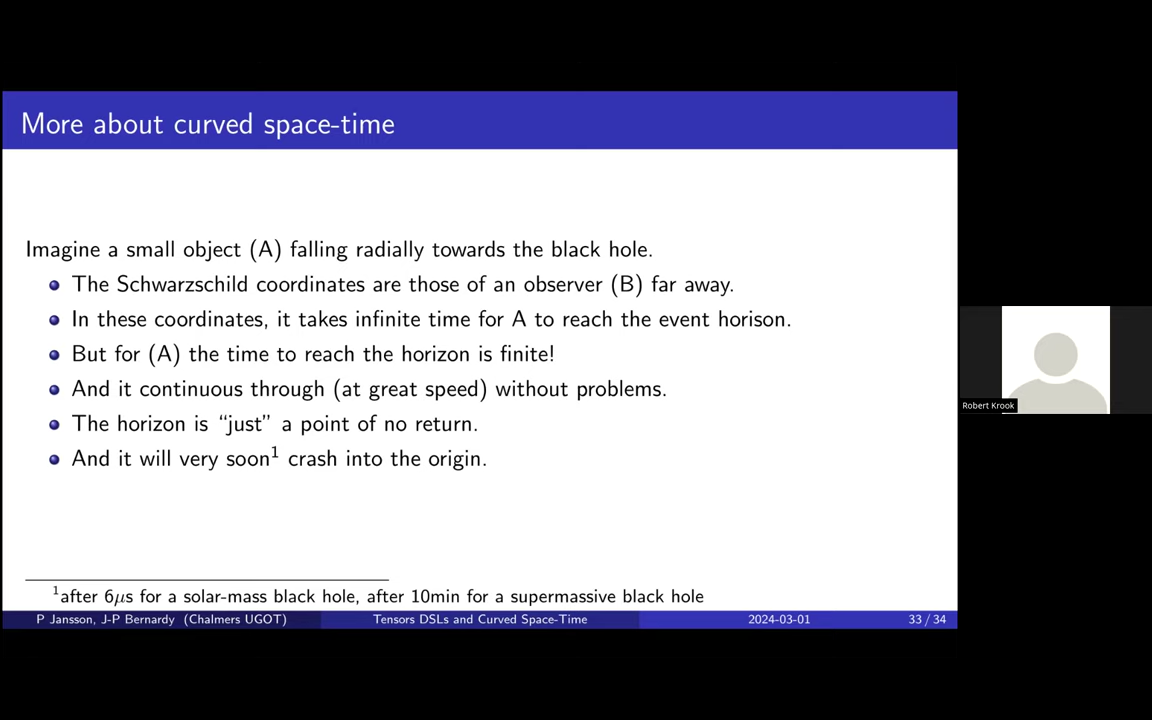 More about curved space-time
Imagine a small object (A) falling radially towards the black hole.
The Schwarzschild coordinates are those of an observer (B) far away.
In these coordinates, it takes infinite time for A to reach the event horison.
But for (A) the time to reach the horizon is finite!
And it continuous through (at great speed) without problems.
The horizon is “just” a point of no return.
And it will very soon¹ crash into the origin.
¹after 6μs for a solar-mass black hole, after 10min for a supermassive black hole
P Jansson, J-P Bernardy (Chalmers UGOT) Tensors DSLs and Curved Space-Time 2024-03-01 33 / 34
Robert Krook